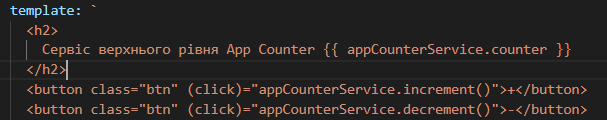 template: `
<h2>
Сервіс верхнього рівня App Counter {{ appCounterService.counter }}
</h2>
<button class="btn" (click)="appCounterService.increment()">+</button>
<button class="btn" (click)="appCounterService.decrement()">-</button>